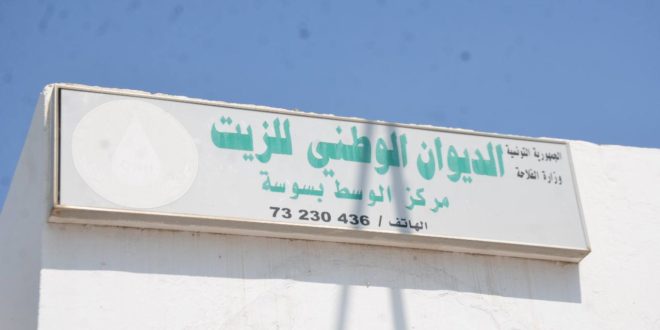 الجمهورية التونسية
وزارة الفلاحة
الديوان الوطني للزيت
مركز الوسط بسوسة
الهاتف / 436 230 73